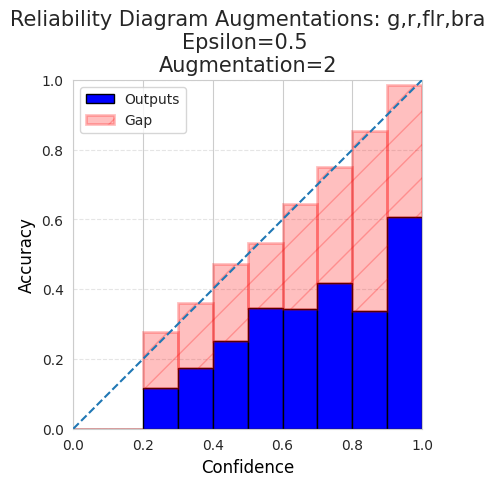 Reliability Diagram Augmentations: g,r,flr,bra
Epsilon=0.5
Augmentation=2
1.0
Outputs
Gap
0.8
0.6
Accuracy
0.4
0.2
0.0
0.0 0.2 0.4 0.6 0.8 1.0
Confidence